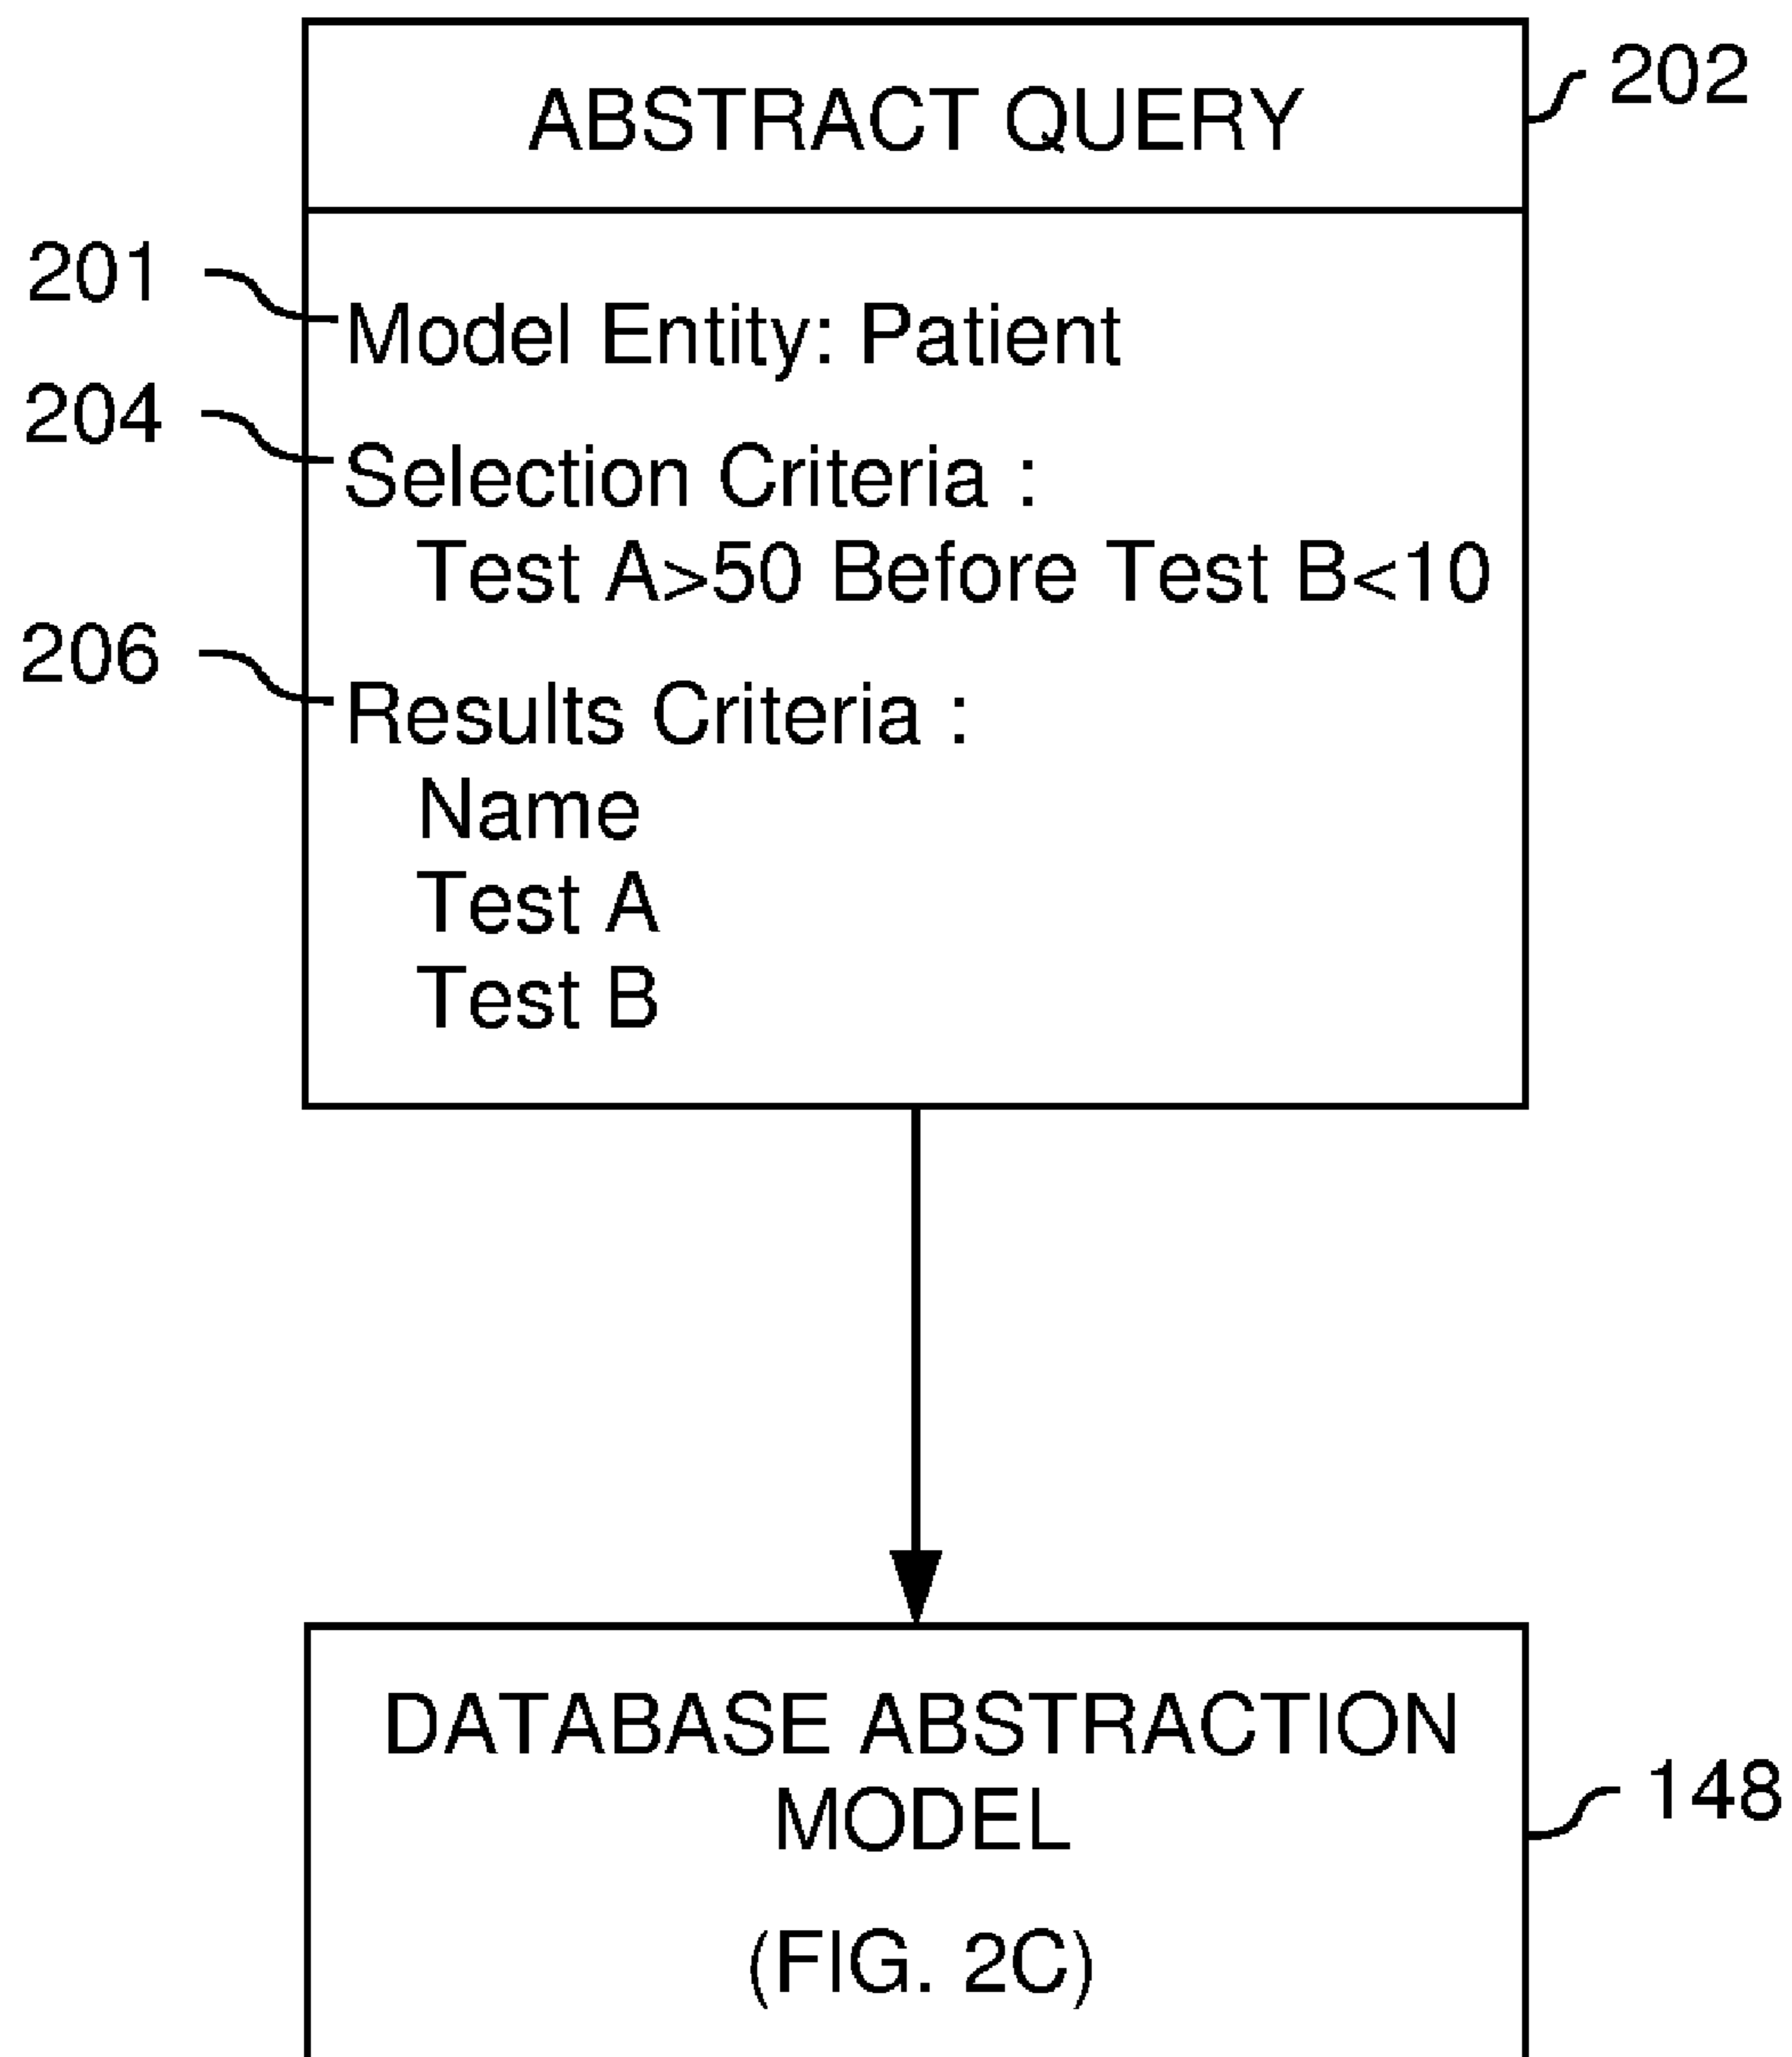 ABSTRACT QUERY
202
201
Model Entity: Patient
204
Selection Criteria :
Test A>50 Before Test B<10
206
Results Criteria :
Name
Test A
Test B
DATABASE ABSTRACTION
MODEL
148
(FIG. 2C)